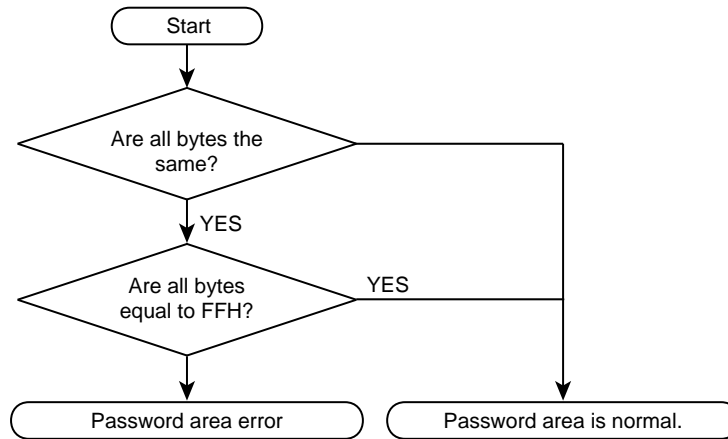 Start
Are all bytes the
same?
YES
Are all bytes
equal to FFH?
YES
Password area error
Password area is normal.